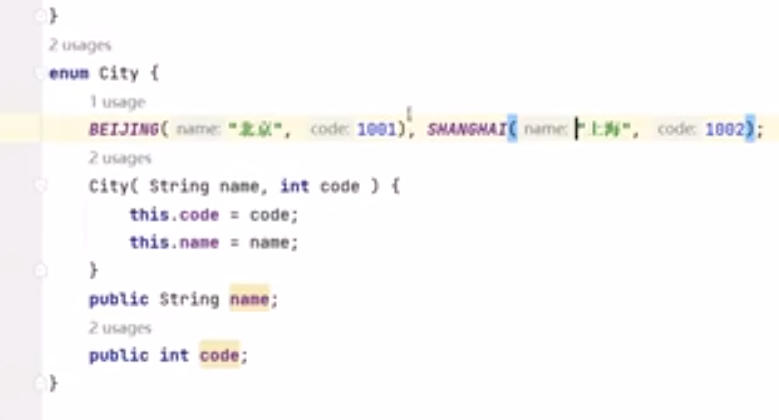 }
2 usages
enum City {
1 usage
BEIJING( name: "北京", code: 1001), SHANGHAI( name: "上海", code: 1002);
2 usages
City( String name, int code ) {
this.code = code;
this.name = name;
}
public String name;
2 usages
public int code;
}